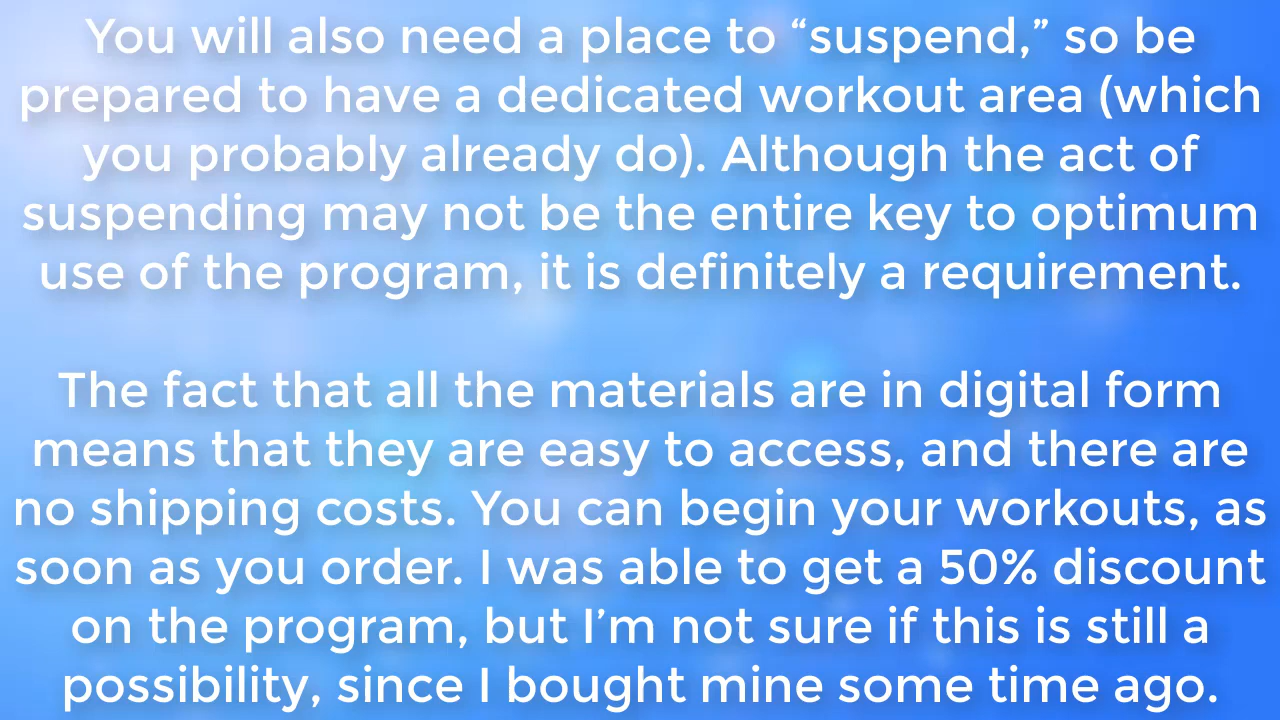 You will also need a place to “suspend,” so be
prepared to have a dedicated workout area (which
you probably already do). Although the act of
suspending may not be the entire key to optimum
use of the program, it is definitely a requirement.
The fact that all the materials are in digital form
means that they are easy to access, and there are
no shipping costs. You can begin your workouts, as
soon as you order. I was able to get a 50% discount
on the program, but I’m not sure if this is still a
possibility, since I bought mine some time ago.